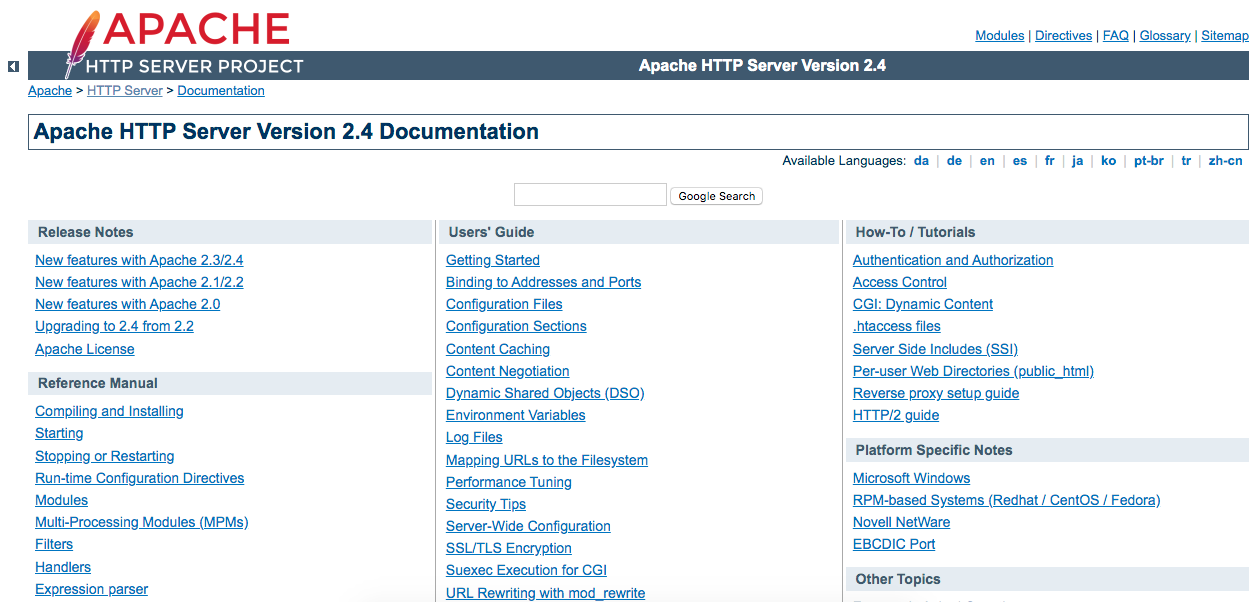 APACHE
HTTP SERVER PROJECT
Modules | Directives | FAQ | Glossary | Sitemap
Apache HTTP Server Version 2.4
Apache > HTTP Server > Documentation
Apache HTTP Server Version 2.4 Documentation
Available Languages: da | de | en | es | fr | ja | ko | pt-br | tr | zh-cn
Google Search
Release Notes
New features with Apache 2.3/2.4
New features with Apache 2.1/2.2
New features with Apache 2.0
Upgrading to 2.4 from 2.2
Apache License
Reference Manual
Compiling and Installing
Starting
Stopping or Restarting
Run-time Configuration Directives
Modules
Multi-Processing Modules (MPMs)
Filters
Handlers
Expression parser
Users' Guide
Getting Started
Binding to Addresses and Ports
Configuration Files
Configuration Sections
Content Caching
Content Negotiation
Dynamic Shared Objects (DSO)
Environment Variables
Log Files
Mapping URLs to the Filesystem
Performance Tuning
Security Tips
Server-Wide Configuration
SSL/TLS Encryption
Suexec Execution for CGI
URL Rewriting with mod_rewrite
How-To / Tutorials
Authentication and Authorization
Access Control
CGI: Dynamic Content
.htaccess files
Server Side Includes (SSI)
Per-user Web Directories (public_html)
Reverse proxy setup guide
HTTP/2 guide
Platform Specific Notes
Microsoft Windows
RPM-based Systems (Redhat / CentOS / Fedora)
Novell NetWare
EBCDIC Port
Other Topics